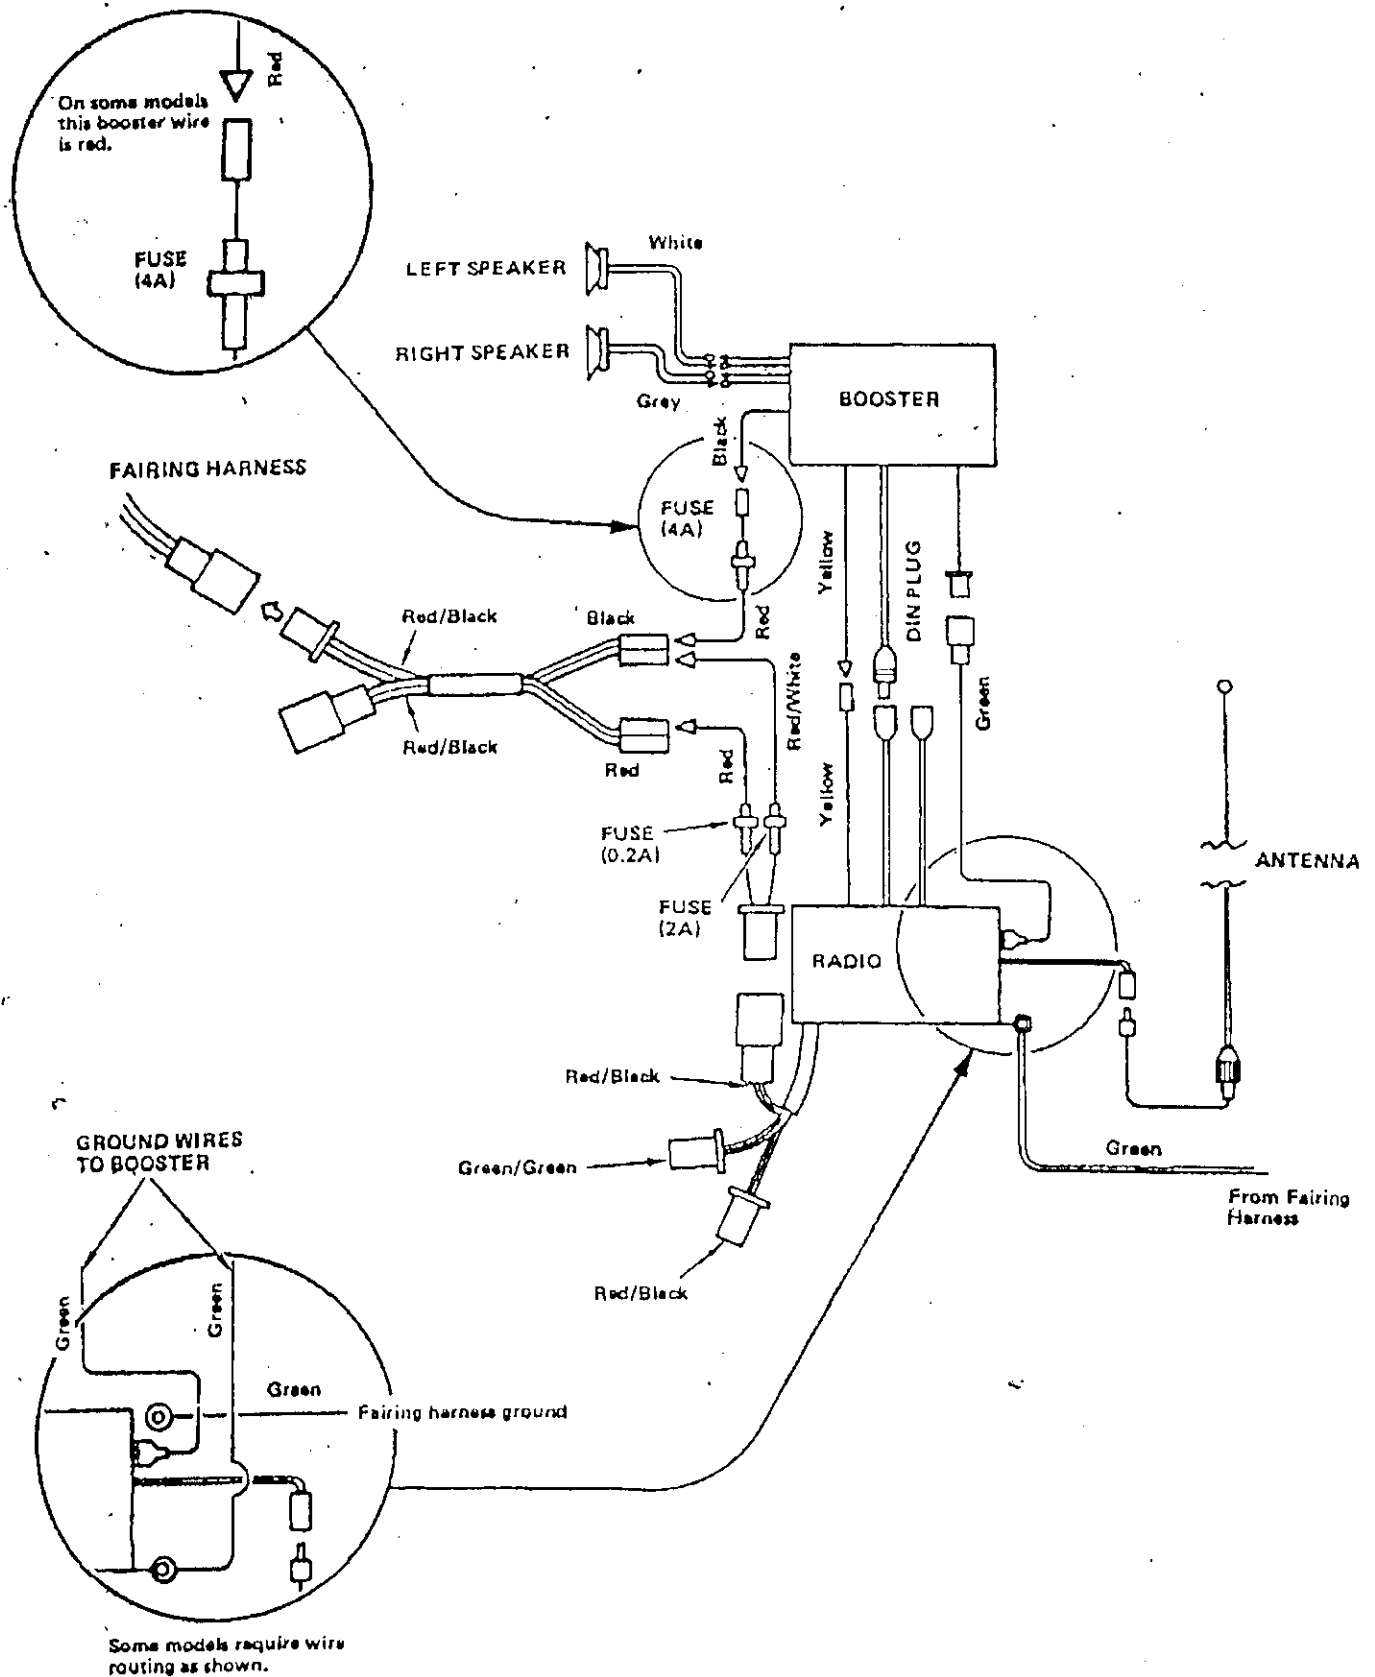 Red
On some models
this booster wire
is red.
FUSE
(4A)
White
LEFT SPEAKER
RIGHT SPEAKER
Grey
BOOSTER
Black
FAIRING HARNESS
FUSE
(4A)
Yellow
DIN PLUG
Red/Black
Black
Red
Red/White
Green
Red/Black
Red
Red
Yellow
FUSE
(0.2A)
ANTENNA
FUSE
(2A)
RADIO
Red/Black
GROUND WIRES
TO BOOSTER
Green/Green
Green
From Fairing
Harness
Red/Black
Green
Green
Green
Fairing harness ground
Some models require wire
routing as shown.